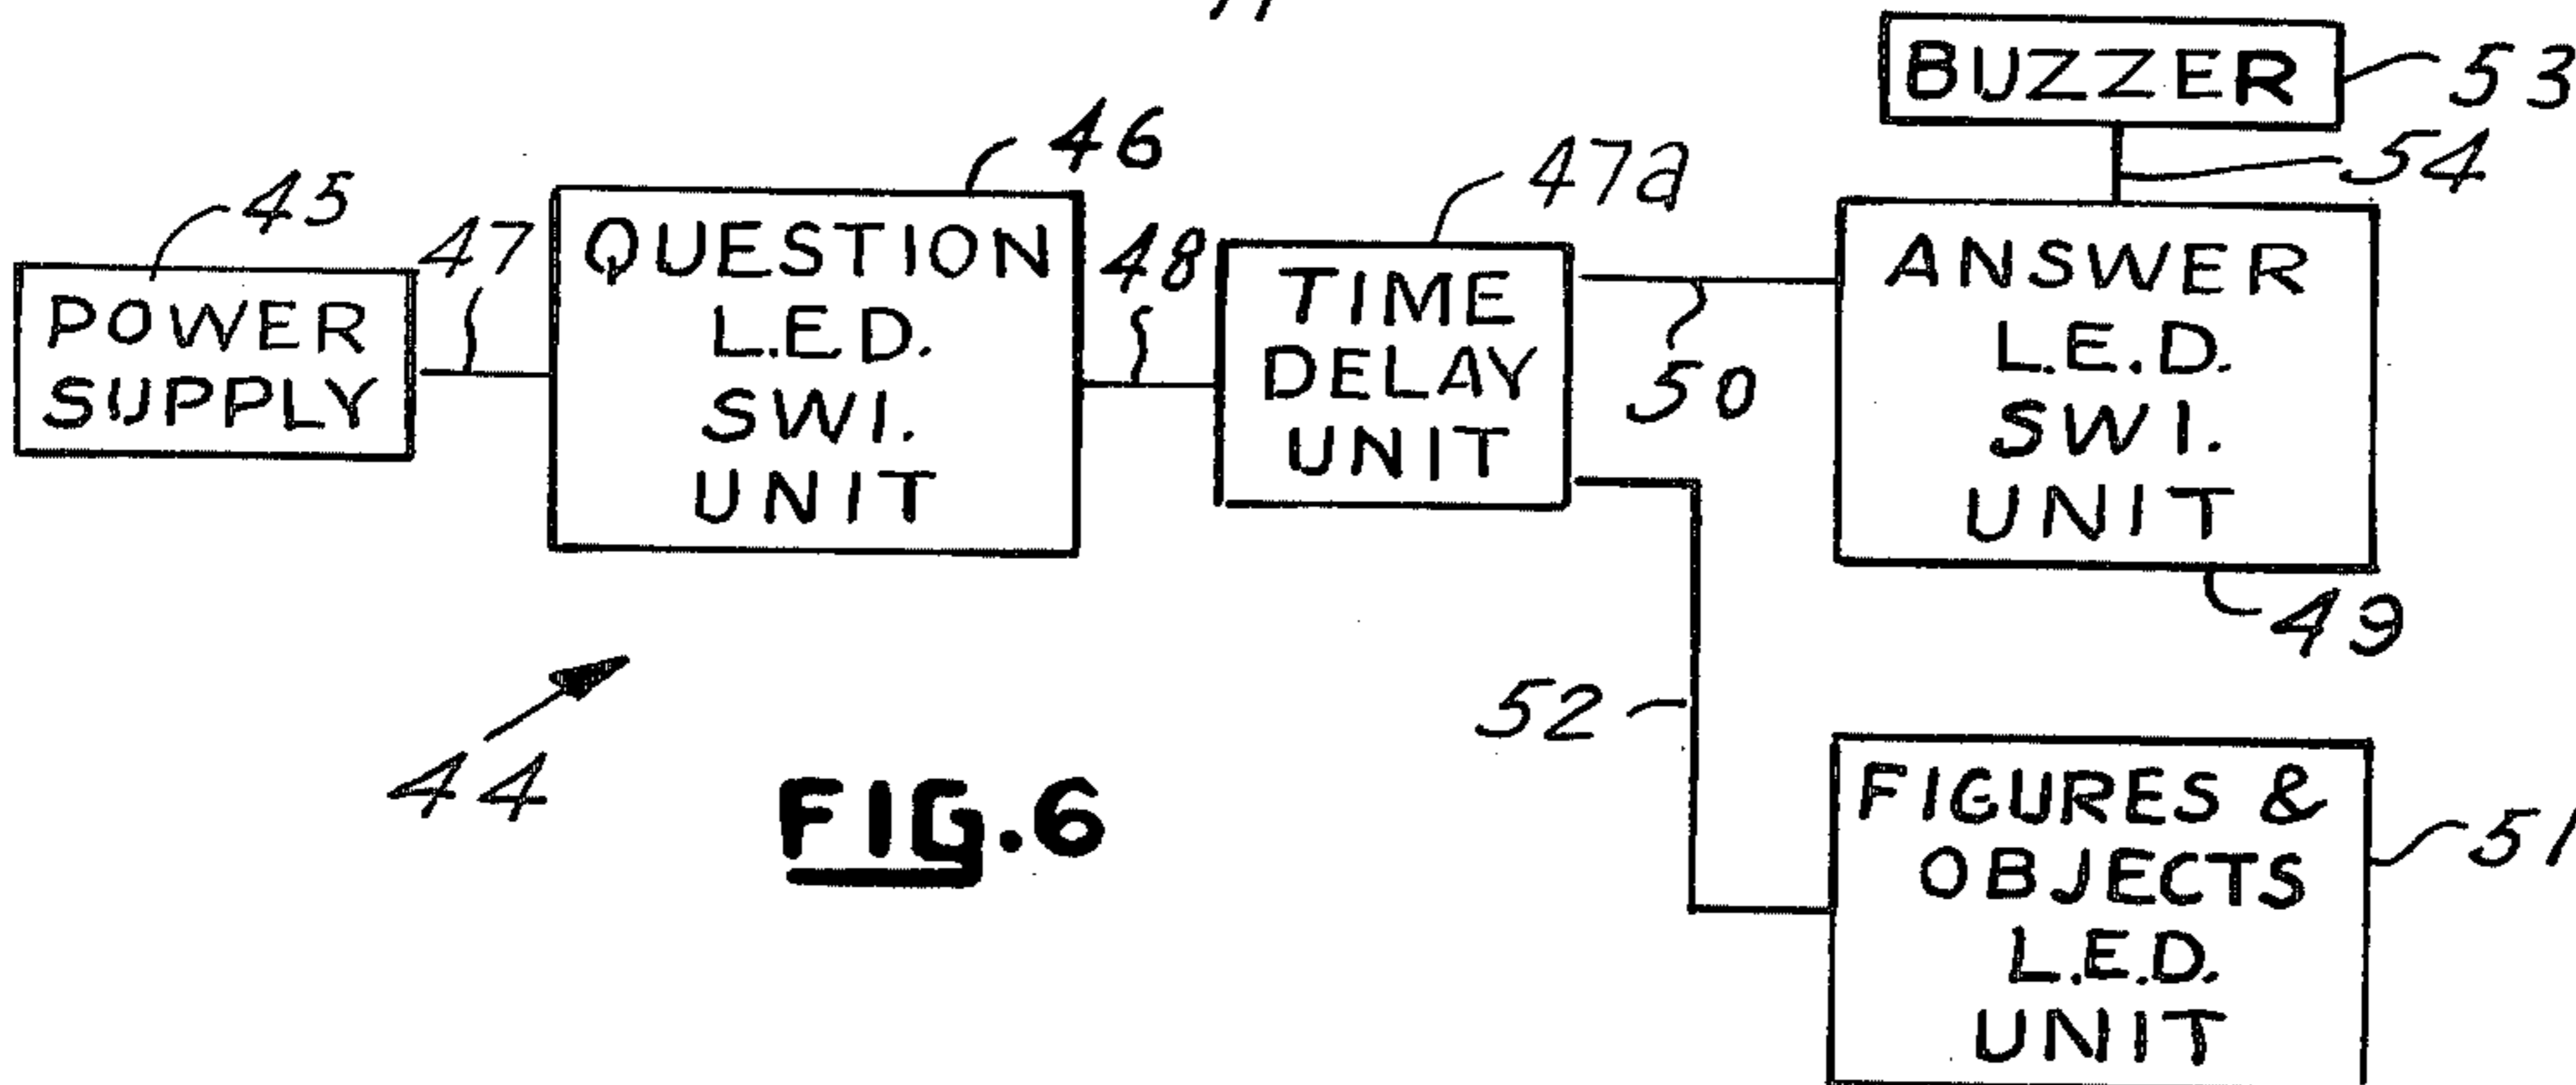 BUZZER
53
54
46
47a
45
47
48
POWER
SUPPLY
QUESTION
L.E.D.
SWI.
UNIT
TIME
DELAY
UNIT
50
ANSWER
L.E.D.
SWI.
UNIT
49
52
44
FIG.6
FIGURES &
OBJECTS
L.E.D.
UNIT
51